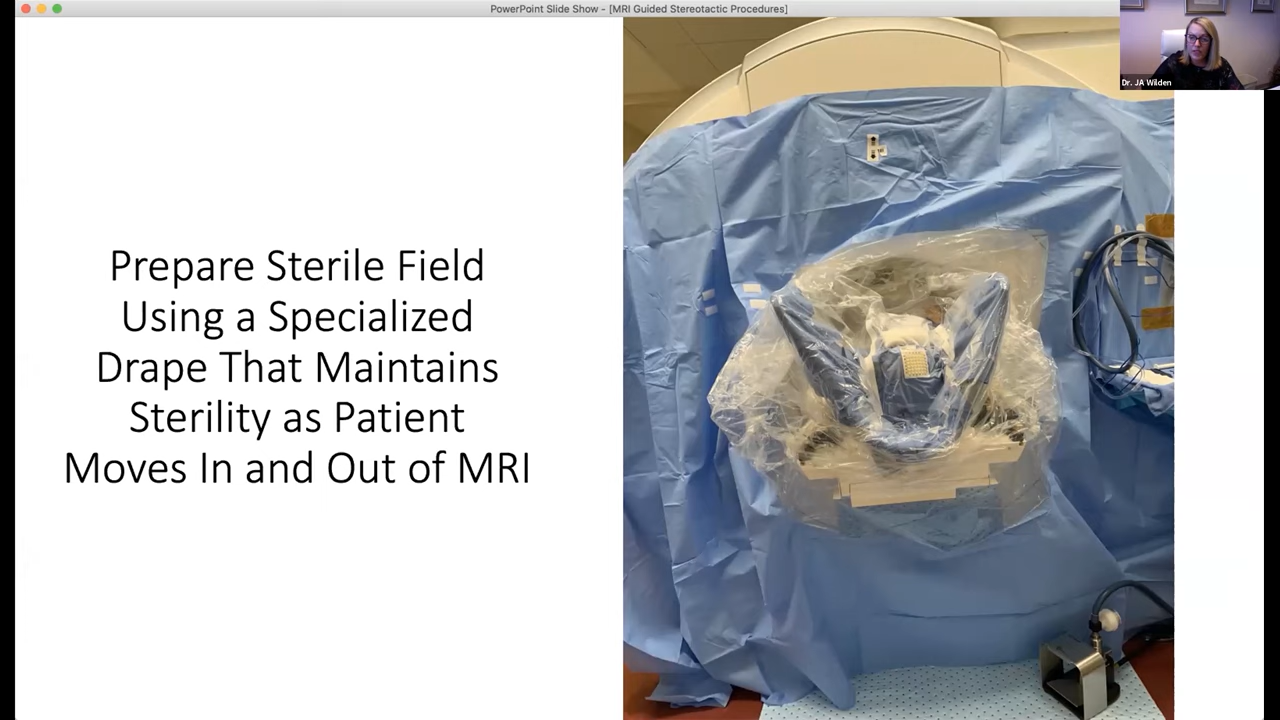 PowerPoint Slide Show - [MRI Guided Stereotactic Procedures]
Dr. JA Wilden
Prepare Sterile Field
Using a Specialized
Drape That Maintains
Sterility as Patient
Moves In and Out of MRI